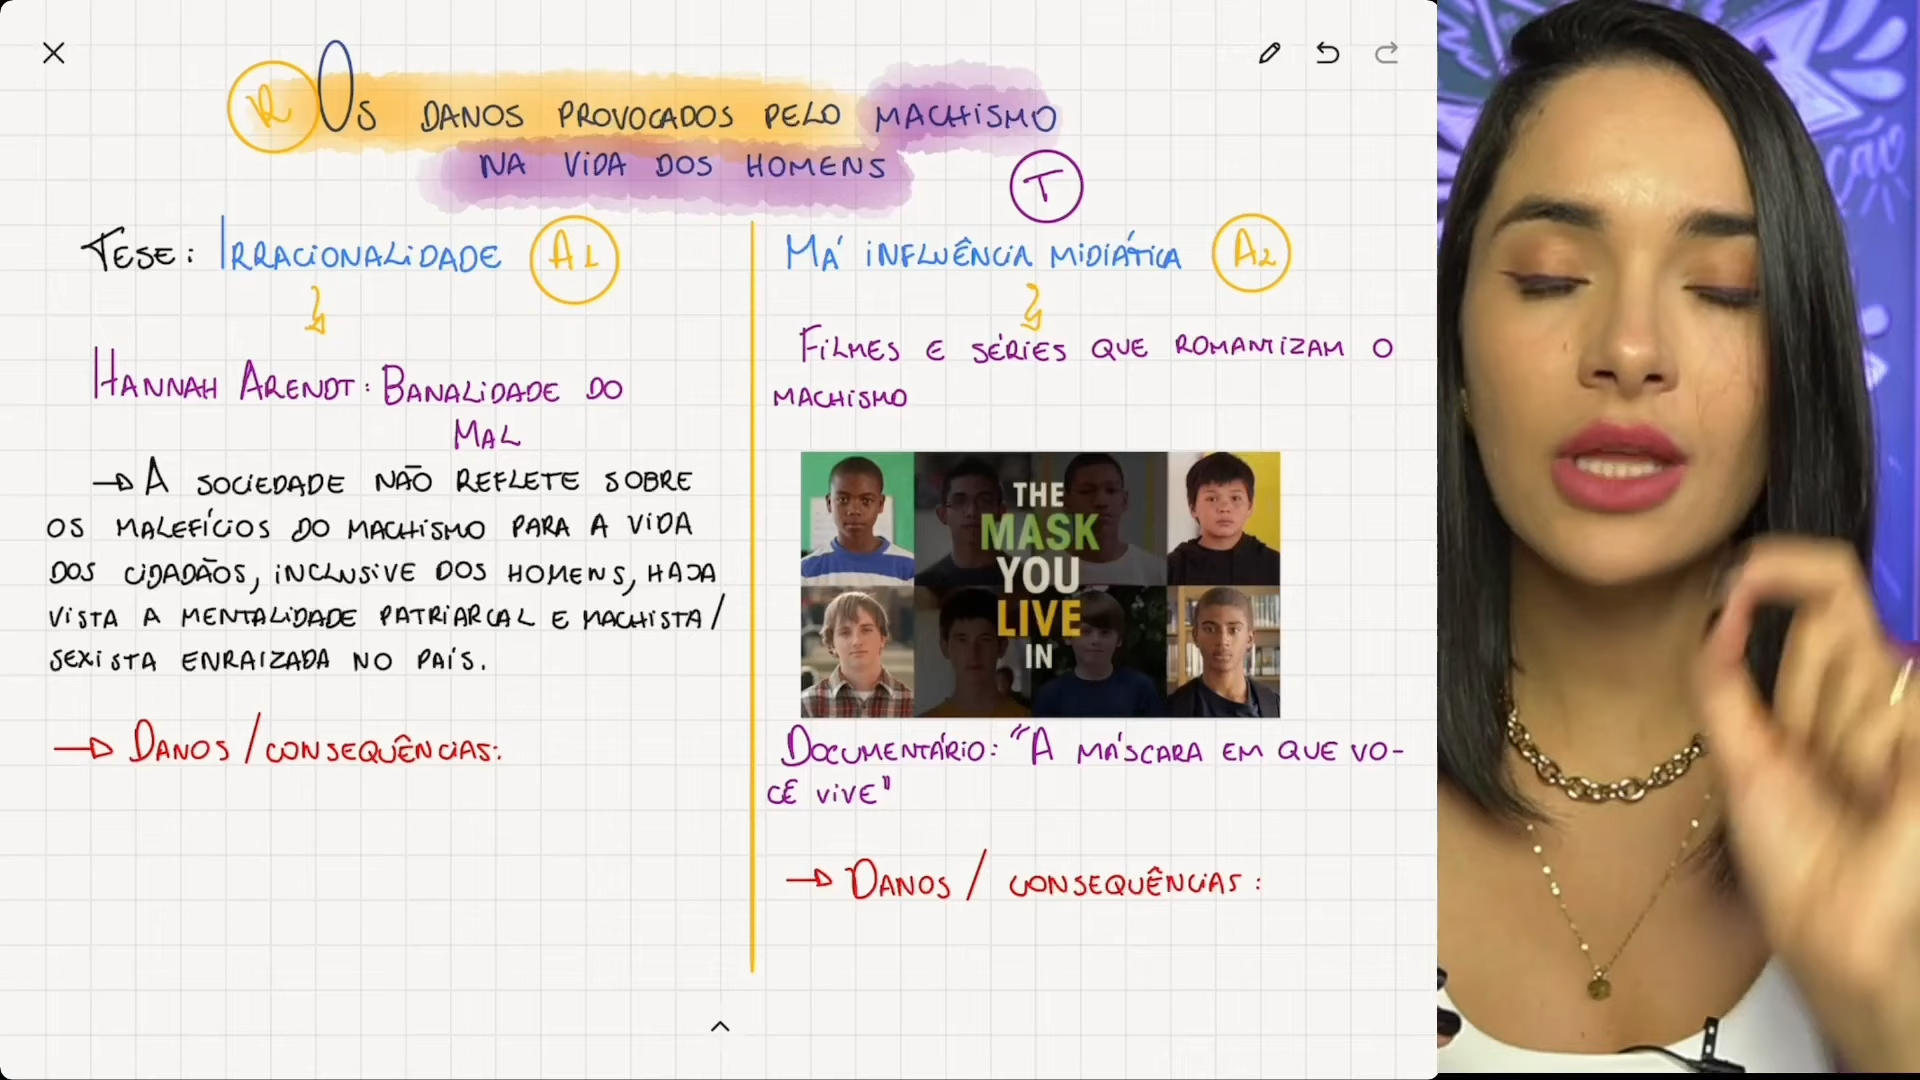 R
OS DANOS PROVOCADOS PELO MACHISMO
NA VIDA DOS HOMENS
T
TESE: IRRACIONALIDADE A1
HANNAH ARENDT: BANALIDADE DO
MAL
→ A SOCIEDADE NÃO REFLETE SOBRE
OS MALEFÍCIOS DO MACHISMO PARA A VIDA
DOS CIDADÃOS, INCLUSIVE DOS HOMENS, HAJA
VISTA A MENTALIDADE PATRIARCAL E MACHISTA/
SEXISTA ENRAIZADA NO PAÍS.
→ DANOS/CONSEQUÊNCIAS:
MÁ INFLUÊNCIA MIDIÁTICA A2
FILMES E SÉRIES QUE ROMANTIZAM O
MACHISMO
THE
MASK
YOU
LIVE
IN
DOCUMENTÁRIO: "A MÁSCARA EM QUE VO-
CÊ VIVE"
→ DANOS/ CONSEQUÊNCIAS: